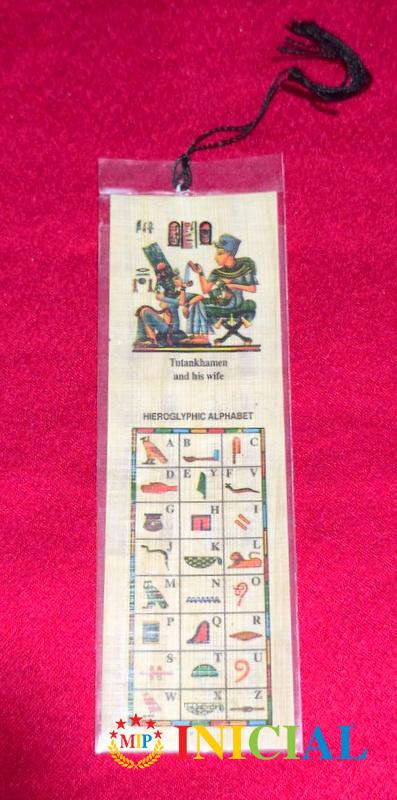 Tutankhamen
and his wife
HIEROGLYPHIC ALPHABET
A B C
D E Y F V
G H I
J K L
M N O
P Q R
S T U
W X Z
MIP INICIAL